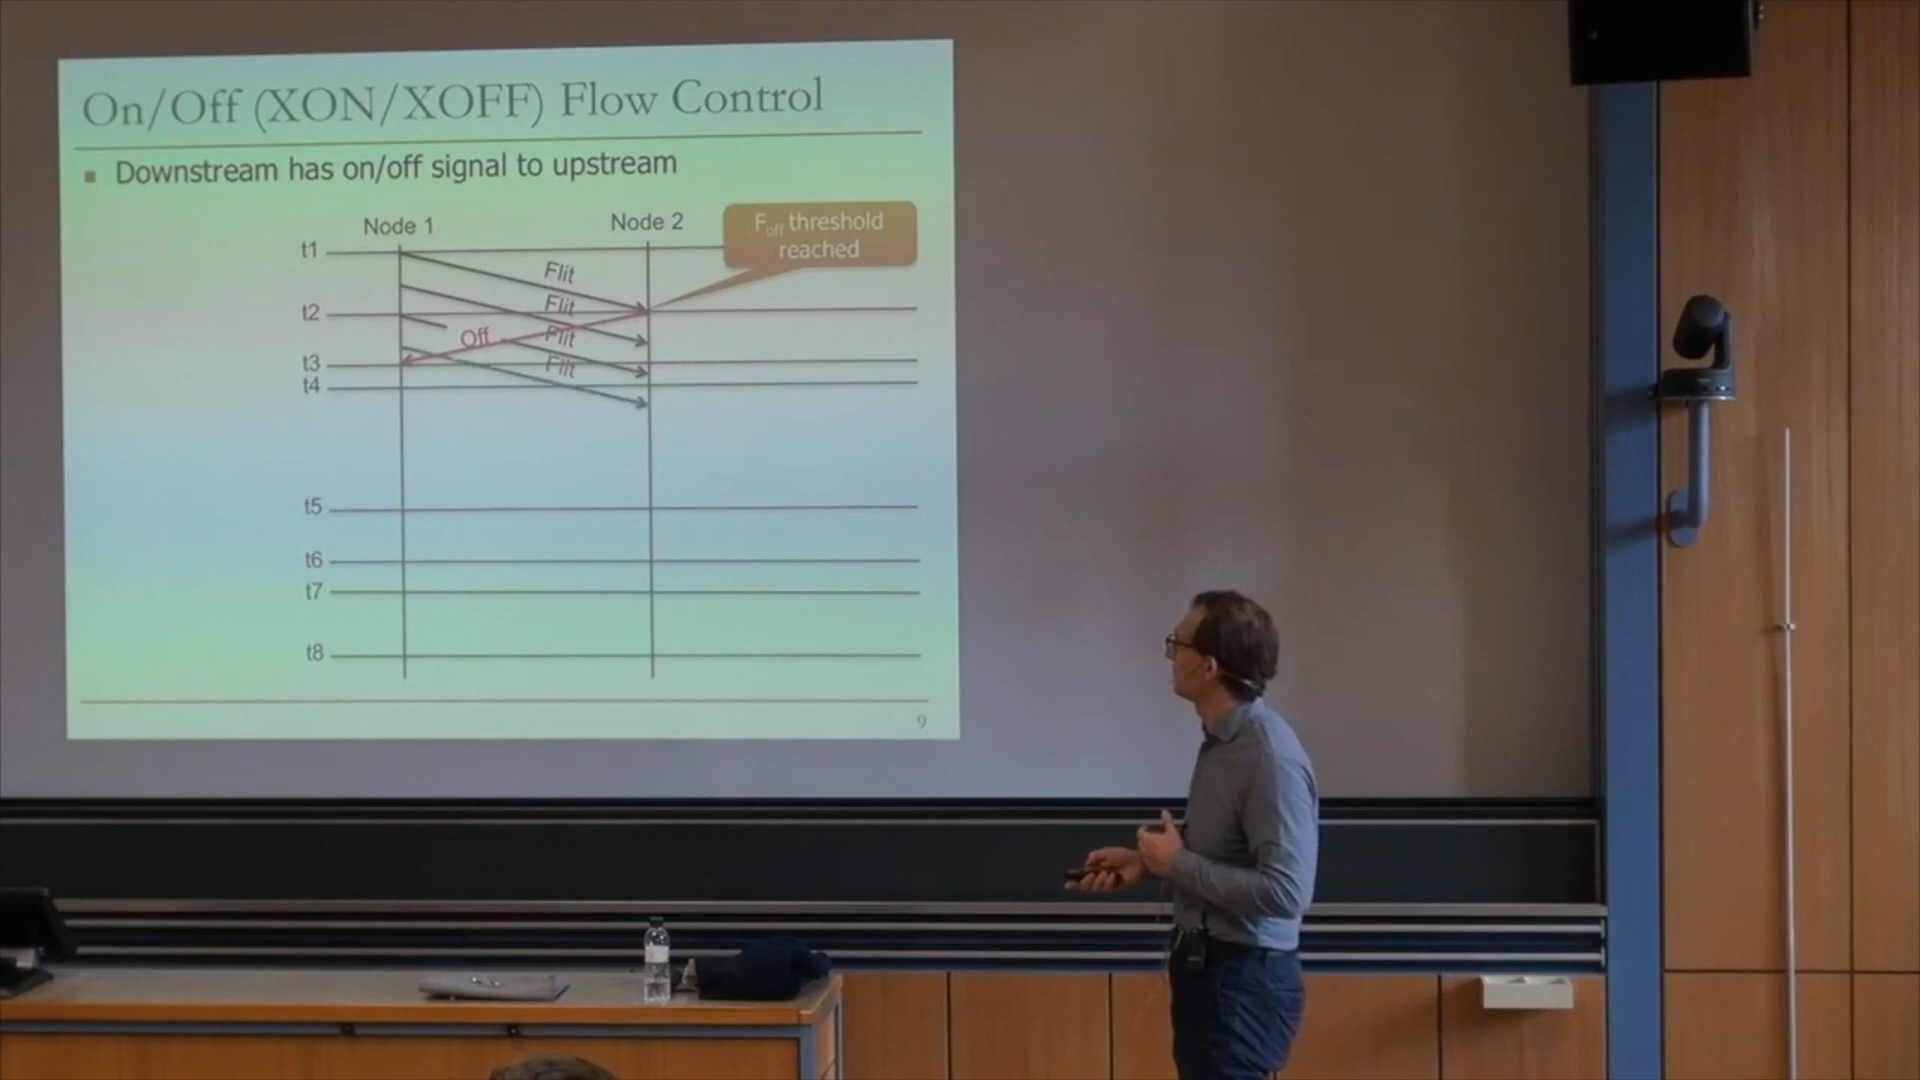 On/Off (XON/XOFF) Flow Control
Downstream has on/off signal to upstream
Node 1
Node 2
Foff threshold
reached
t1
Flit
Flit
t2
Off
Flit
t3
Flit
t4
t5
t6
t7
t8
9